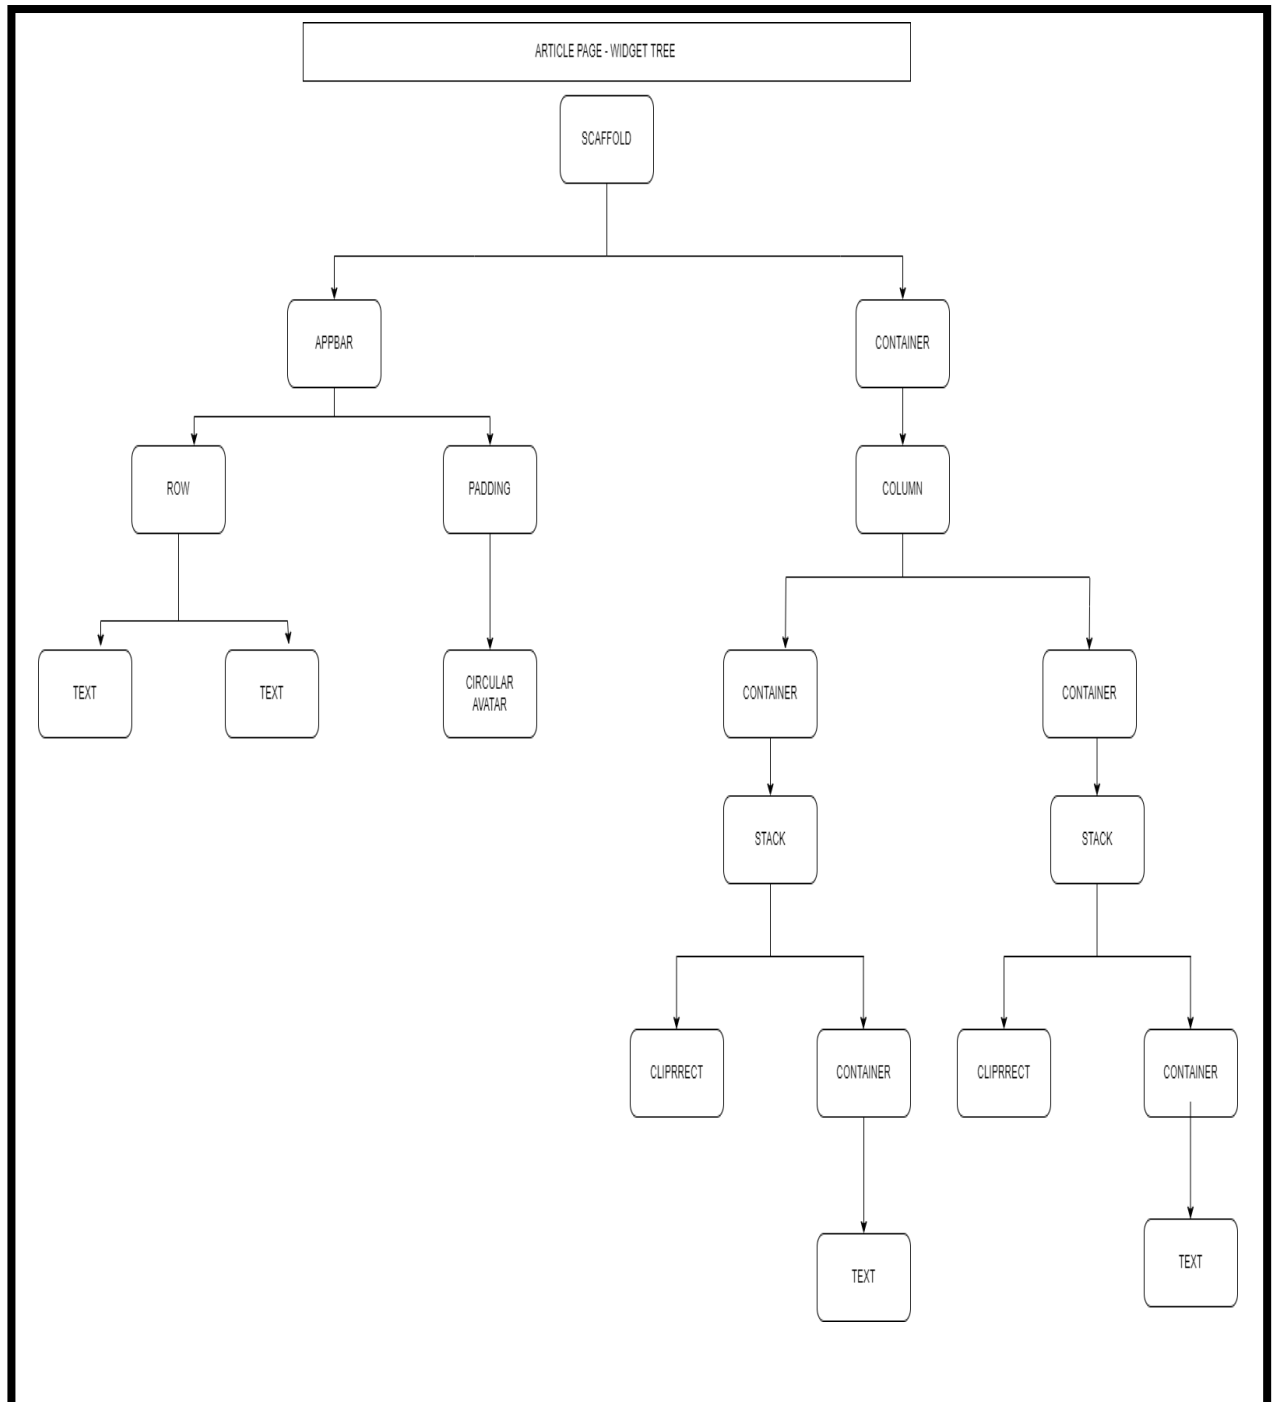 ARTICLE PAGE - WIDGET TREE
SCAFFOLD
APPBAR
CONTAINER
ROW
PADDING
COLUMN
TEXT
TEXT
CIRCULAR
AVATAR
CONTAINER
CONTAINER
STACK
STACK
CLIPRRECT
CONTAINER
CLIPRRECT
CONTAINER
TEXT
TEXT